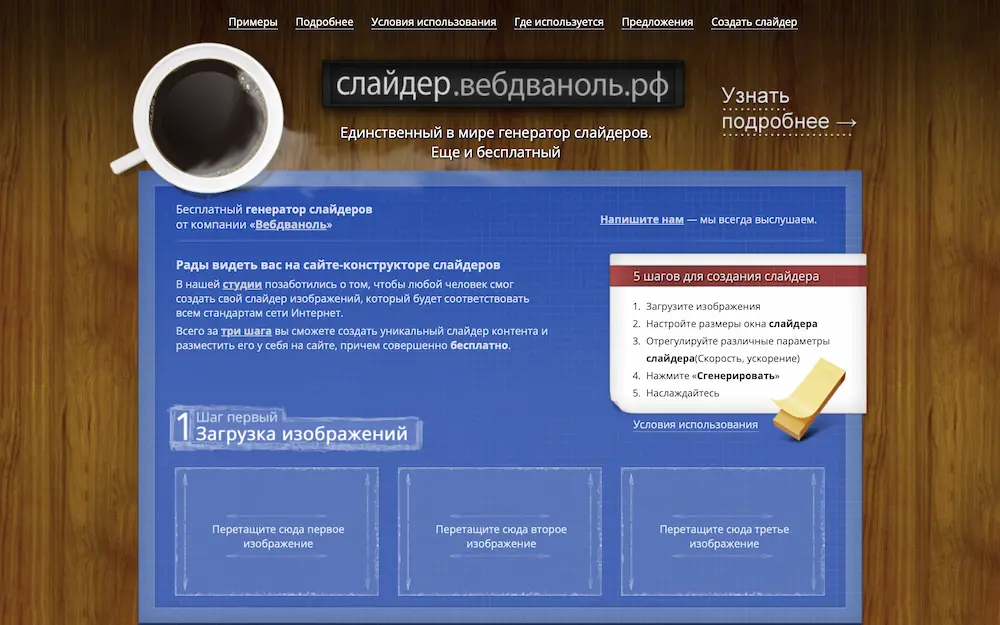 Примеры Подробнее Условия использования Где используется Предложения Создать слайдер
слайдер.вебдваноль.рф
Узнать
подробнее →
Единственный в мире генератор слайдеров.
Еще и бесплатный
Бесплатный генератор слайдеров
от компании «Вебдваноль»
Напишите нам — мы всегда выслушаем.
Рады видеть вас на сайте-конструкторе слайдеров
В нашей студии позаботились о том, чтобы любой человек смог
создать свой слайдер изображений, который будет соответствовать
всем стандартам сети Интернет.
Всего за три шага вы сможете создать уникальный слайдер контента и
разместить его у себя на сайте, причем совершенно бесплатно.
5 шагов для создания слайдера
1. Загрузите изображения
2. Настройте размеры окна слайдера
3. Отрегулируйте различные параметры
слайдера(Скорость, ускорение)
4. Нажмите «Сгенерировать»
5. Наслаждайтесь
Условия использования
1 Шаг первый
Загрузка изображений
Перетащите сюда первое
изображение
Перетащите сюда второе
изображение
Перетащите сюда третье
изображение